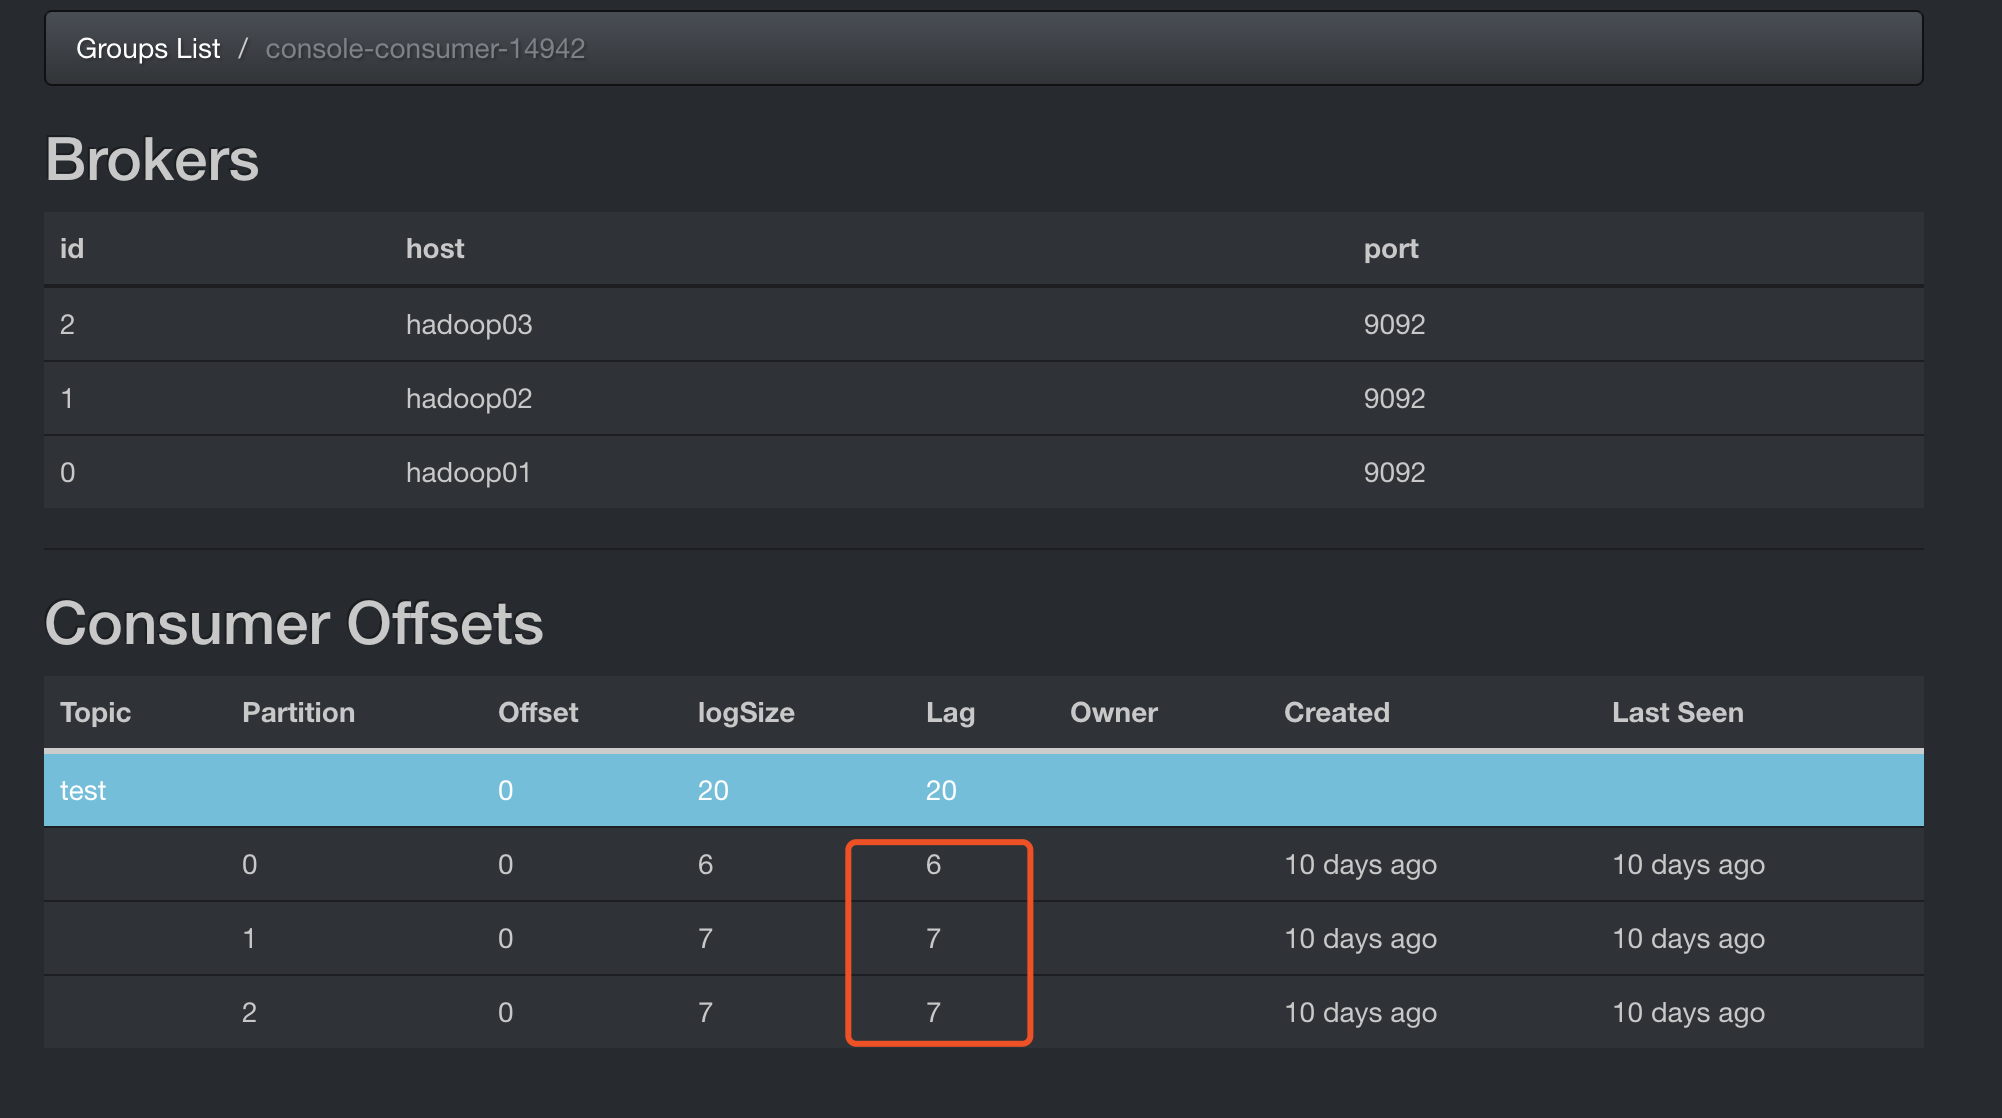 Groups List / console-consumer-14942
Brokers
id host port
2 hadoop03 9092
1 hadoop02 9092
0 hadoop01 9092
Consumer Offsets
Topic Partition Offset logSize Lag Owner Created Last Seen
test 0 20 20
0 0 6 6 10 days ago 10 days ago
1 0 7 7 10 days ago 10 days ago
2 0 7 7 10 days ago 10 days ago